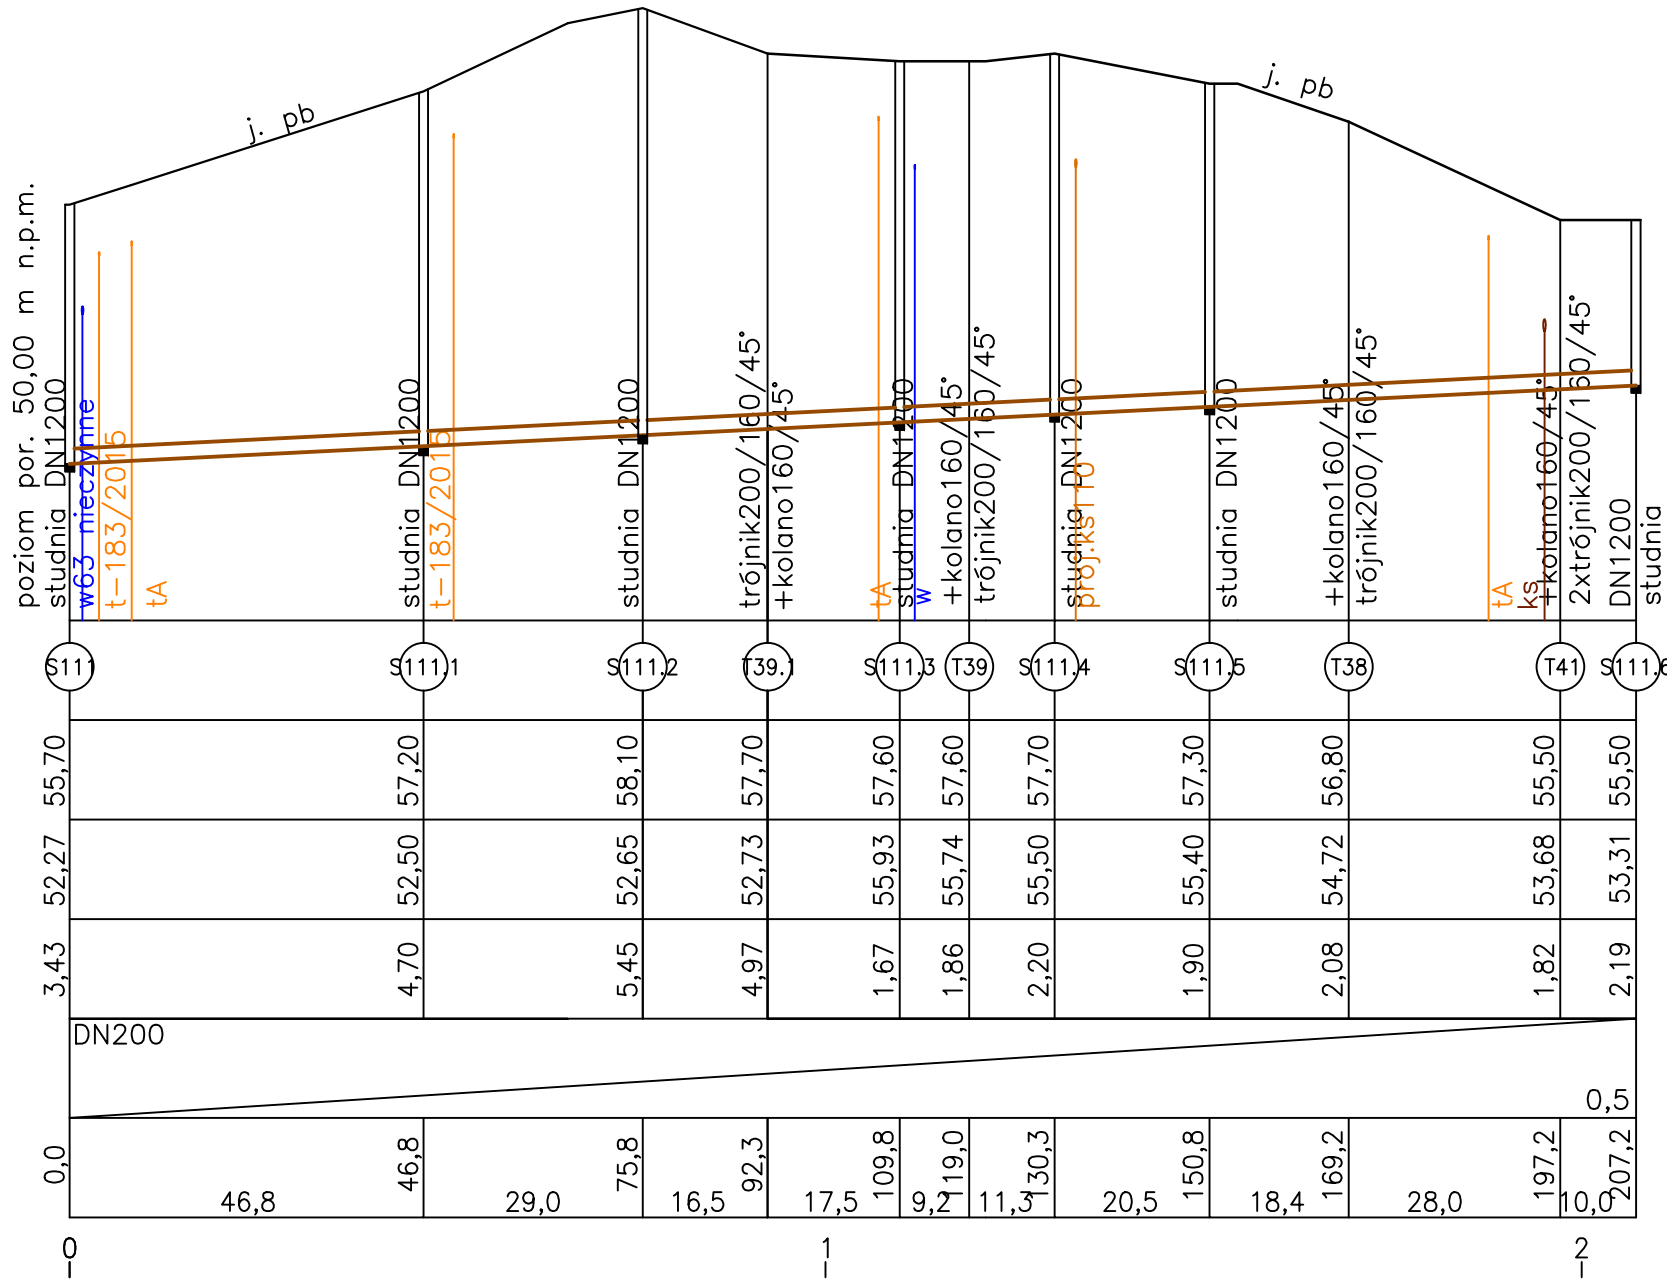 j. pb
j. pb
poziom por. 50,00 m n.p.m.
studnia DN1200
w63 nieczynne
t-183/2015
tA
studnia DN1200
t-183/2015
studnia DN1200
trójnik200/160/45°
+kolano160/45°
tA
studnia DN1200
w
+kolano160/45°
trójnik200/160/45°
studnia DN1200
proj.ks110
studnia DN1200
+kolano160/45°
trójnik200/160/45°
tA
ks
+kolano160/45°
2xtrójnik200/160/45°
DN1200
studnia
S111 S111.1 S111.2 T39.1 S111.3 T39 S111.4 S111.5 T38 T41 S111.6
55,70 57,20 58,10 57,70 57,60 57,60 57,70 57,30 56,80 55,50 55,50
52,27 52,50 52,65 52,73 55,93 55,74 55,50 55,40 54,72 53,68 53,31
3,43 4,70 5,45 4,97 1,67 1,86 2,20 1,90 2,08 1,82 2,19
DN200
0,5
0,0 46,8 75,8 92,3 109,8 119,0 130,3 150,8 169,2 197,2 207,2
46,8 29,0 16,5 17,5 9,2 11,3 20,5 18,4 28,0 10,0
0 1 2